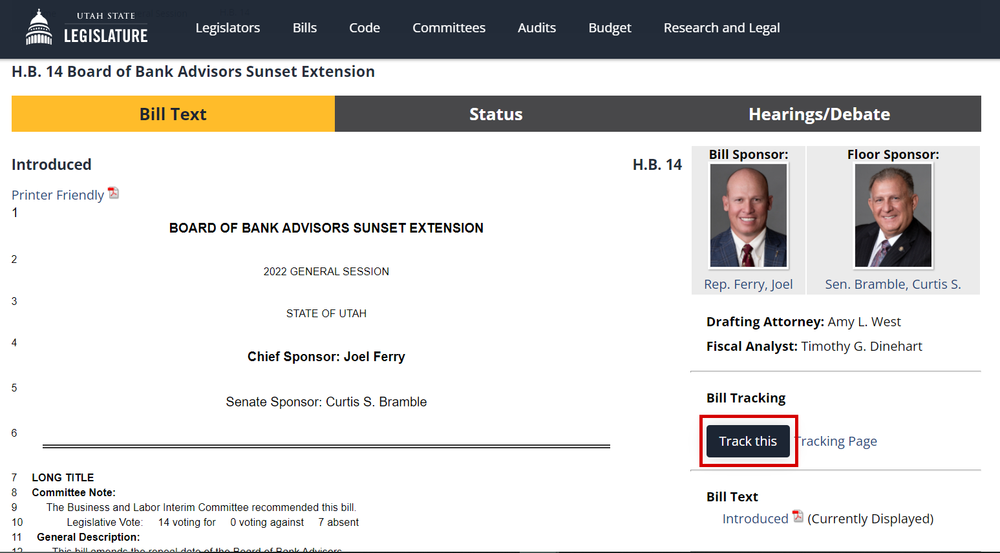 UTAH STATE
LEGISLATURE
Legislators
Bills
Code
Committees
Audits
Budget
Research and Legal
H.B. 14 Board of Bank Advisors Sunset Extension
Bill Text
Status
Hearings/Debate
Introduced
H.B. 14
Printer Friendly
1
BOARD OF BANK ADVISORS SUNSET EXTENSION
2
2022 GENERAL SESSION
3
STATE OF UTAH
4
Chief Sponsor: Joel Ferry
5
Senate Sponsor: Curtis S. Bramble
6
7 LONG TITLE
8 Committee Note:
9 The Business and Labor Interim Committee recommended this bill.
10 Legislative Vote: 14 voting for 0 voting against 7 absent
11 General Description:
12 This bill amends the repeal date of the Board of Bank Advisors.
Bill Sponsor:
Rep. Ferry, Joel
Floor Sponsor:
Sen. Bramble, Curtis S.
Drafting Attorney: Amy L. West
Fiscal Analyst: Timothy G. Dinehart
Bill Tracking
Track this
Tracking Page
Bill Text
Introduced (Currently Displayed)